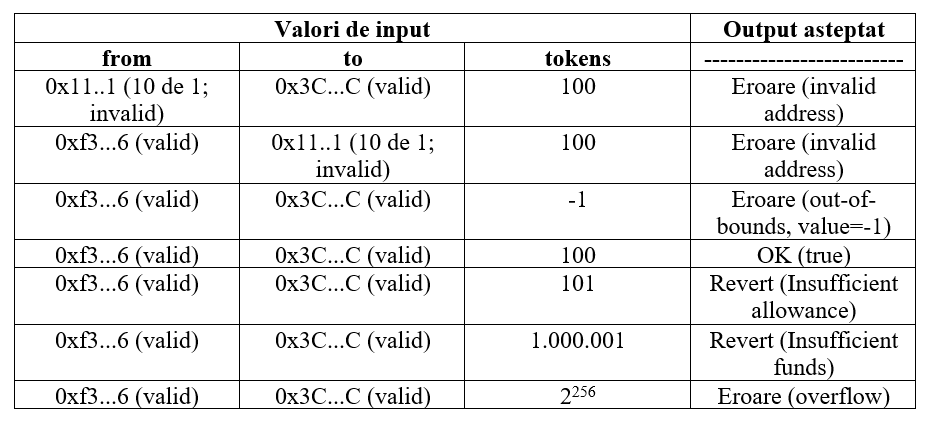 Valori de input Output asteptat
from to tokens -------------------------
0x11..1 (10 de 1; 0x3C...C (valid) 100 Eroare (invalid
invalid) address)
0xf3...6 (valid) 0x11..1 (10 de 1; 100 Eroare (invalid
invalid) address)
0xf3...6 (valid) 0x3C...C (valid) -1 Eroare (out-of-
bounds, value=-1)
0xf3...6 (valid) 0x3C...C (valid) 100 OK (true)
0xf3...6 (valid) 0x3C...C (valid) 101 Revert (Insufficient
allowance)
0xf3...6 (valid) 0x3C...C (valid) 1.000.001 Revert (Insufficient
funds)
0xf3...6 (valid) 0x3C...C (valid) 2²⁵⁶ Eroare (overflow)